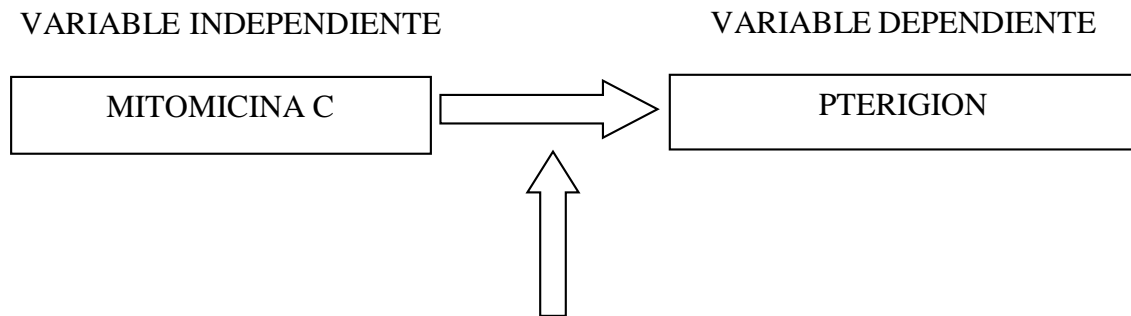 VARIABLE INDEPENDIENTE
VARIABLE DEPENDIENTE
MITOMICINA C
PTERIGION